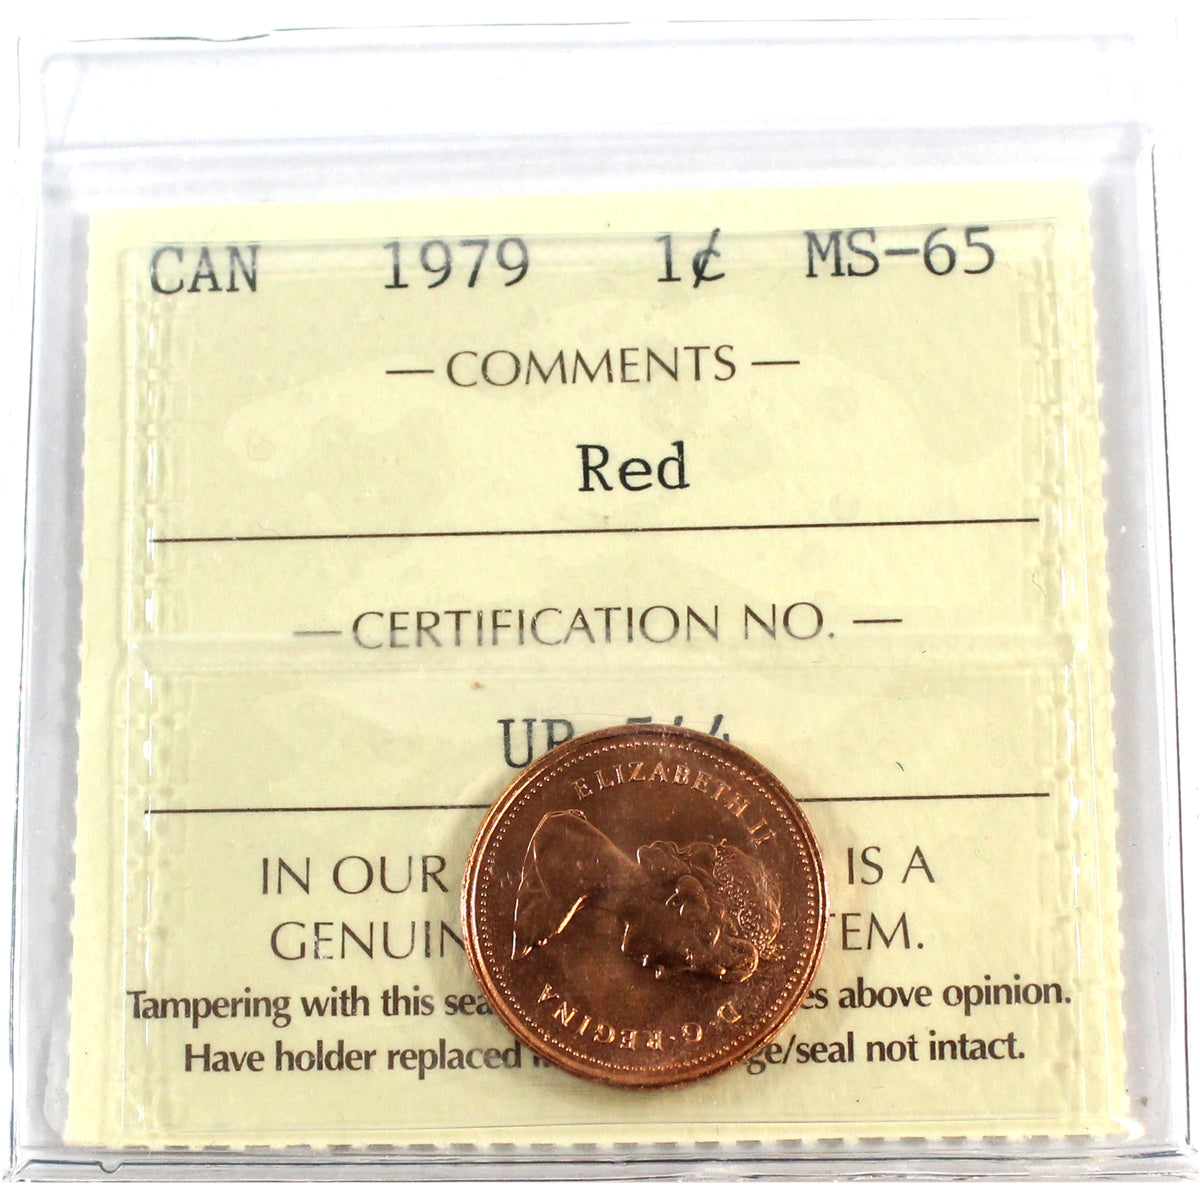 CAN 1979 1¢ MS-65
— COMMENTS —
Red
— CERTIFICATION NO. —
ELIZABETH II
D·G·REGINA
IN OUR IS A
GENUIN TEM.
Tampering with this sea es above opinion.
Have holder replaced ge/seal not intact.